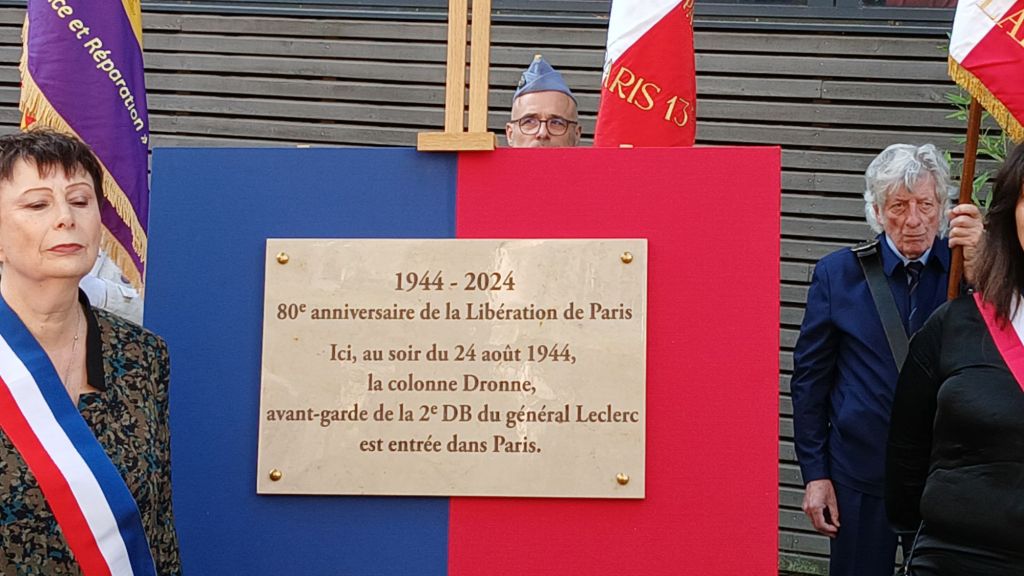 ce et Réparation »
PARIS 13
1944 - 2024
80e anniversaire de la Libération de Paris
Ici, au soir du 24 août 1944,
la colonne Dronne,
avant-garde de la 2e DB du général Leclerc
est entrée dans Paris.